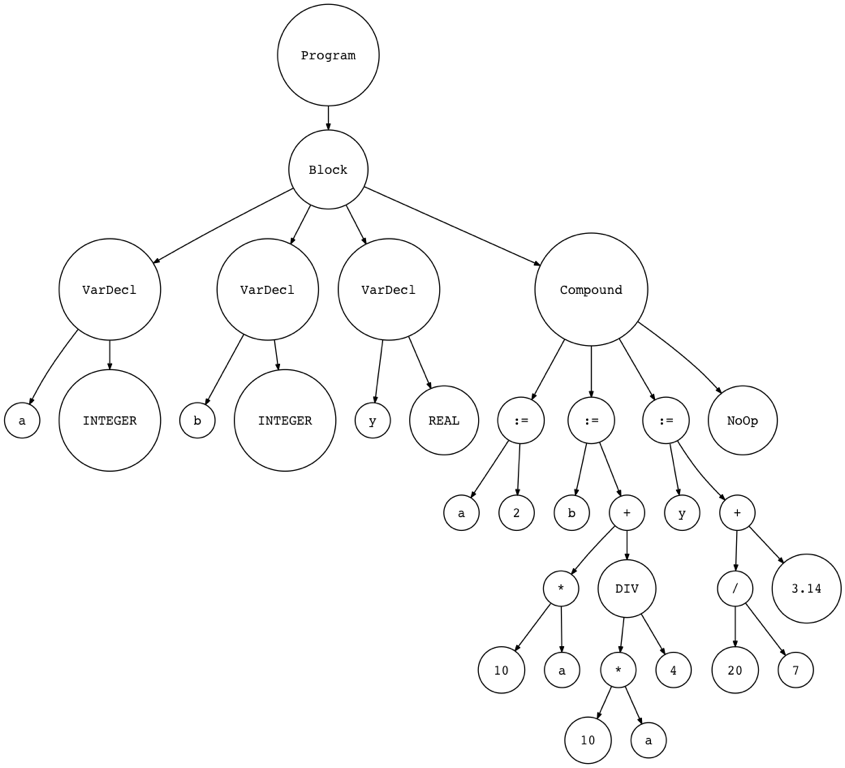 Program
Block
VarDecl VarDecl VarDecl Compound
a INTEGER b INTEGER y REAL := := := NoOp
a 2 b + y +
* DIV / 3.14
10 a * 4 20 7
10 a